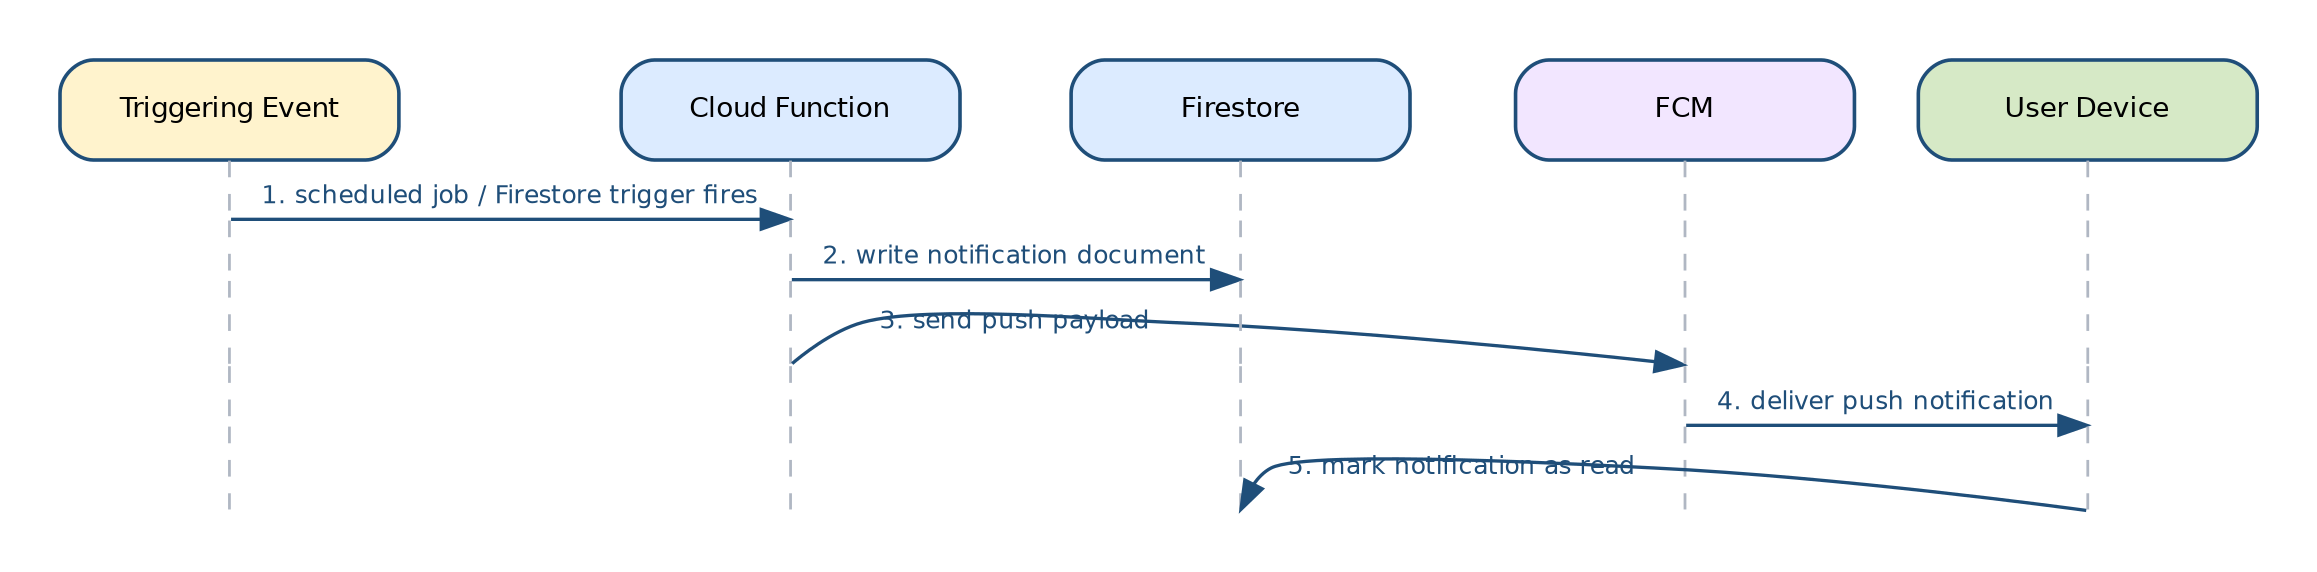 Triggering Event
Cloud Function
Firestore
FCM
User Device
1. scheduled job / Firestore trigger fires
2. write notification document
3. send push payload
4. deliver push notification
5. mark notification as read